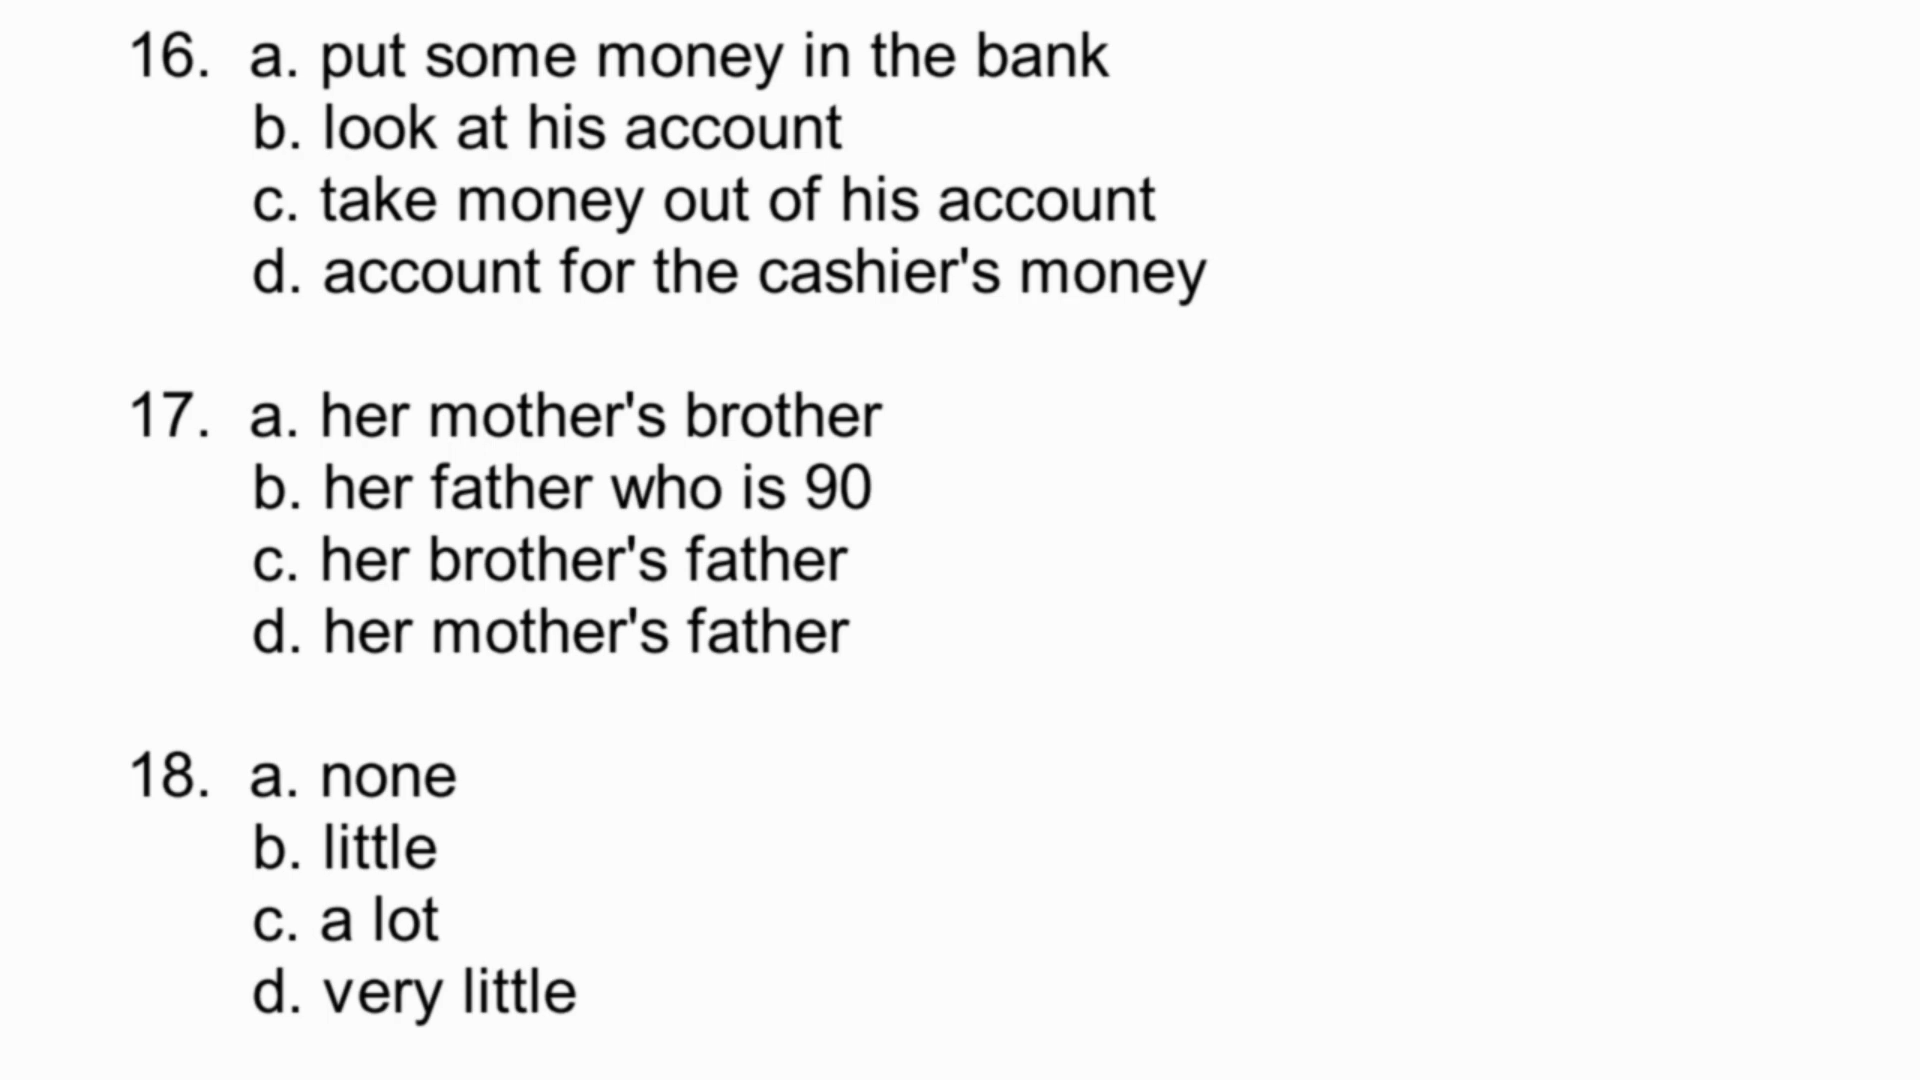 16. a. put some money in the bank
b. look at his account
c. take money out of his account
d. account for the cashier's money
17. a. her mother's brother
b. her father who is 90
c. her brother's father
d. her mother's father
18. a. none
b. little
c. a lot
d. very little